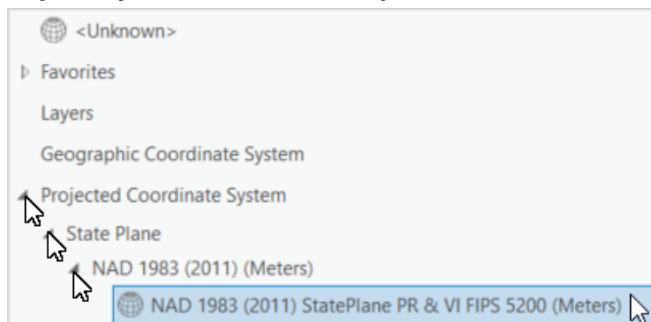 <Unknown>
Favorites
Layers
Geographic Coordinate System
Projected Coordinate System
State Plane
NAD 1983 (2011) (Meters)
NAD 1983 (2011) StatePlane PR & VI FIPS 5200 (Meters)